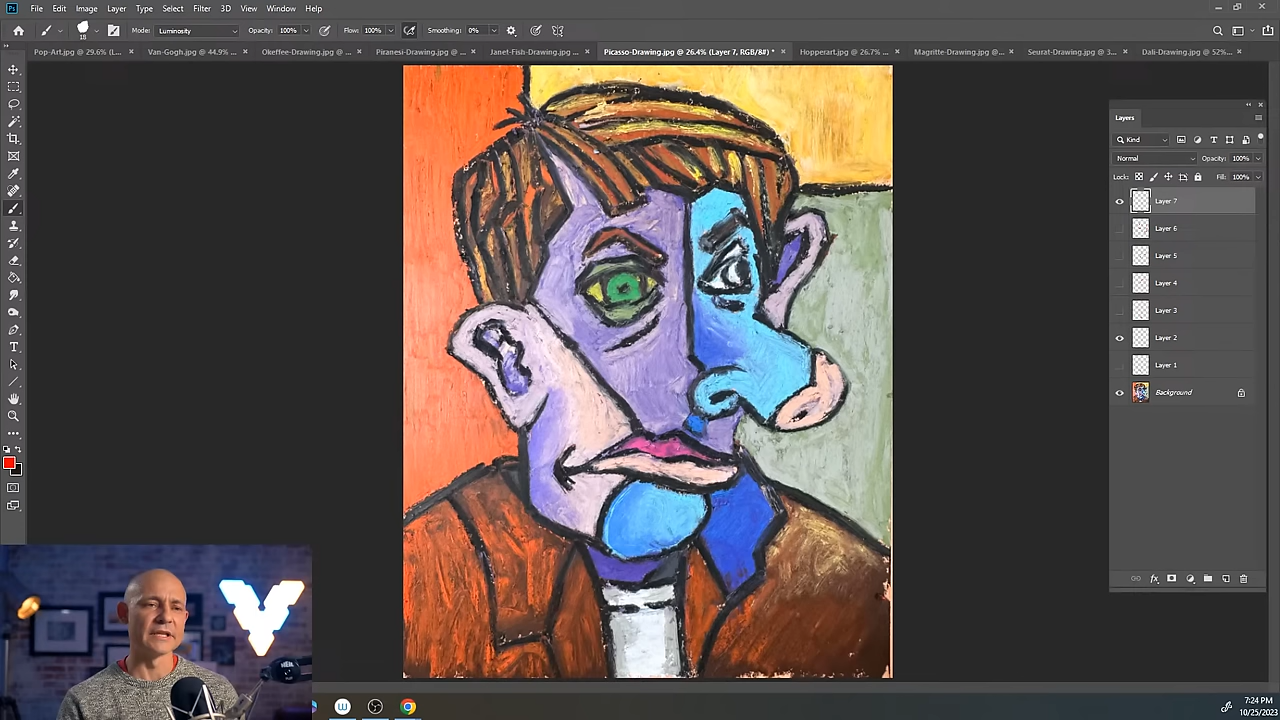 Ps File Edit Image Layer Type Select Filter 3D View Window Help
18 Mode: Luminosity Opacity: 100% Flow: 100% Smoothing: 0%
Pop-Art.jpg @ 29.6% (L... × Van-Gogh.jpg @ 44.9% ... × Okeffee-Drawing.jpg @ ... × Piranesi-Drawing.jpg @ ... × Janet-Fish-Drawing.jpg ... × Picasso-Drawing.jpg @ 26.4% (Layer 7, RGB/8#) * × Hopperart.jpg @ 26.7% ... × Magritte-Drawing.jpg @... × Seurat-Drawing.jpg @ 3... × Dali-Drawing.jpg @ 52%... ×
Layers
Kind
Normal Opacity: 100%
Lock: Fill: 100%
Layer 7
Layer 6
Layer 5
Layer 4
Layer 3
Layer 2
Layer 1
Background
fx
7:24 PM
10/25/2023